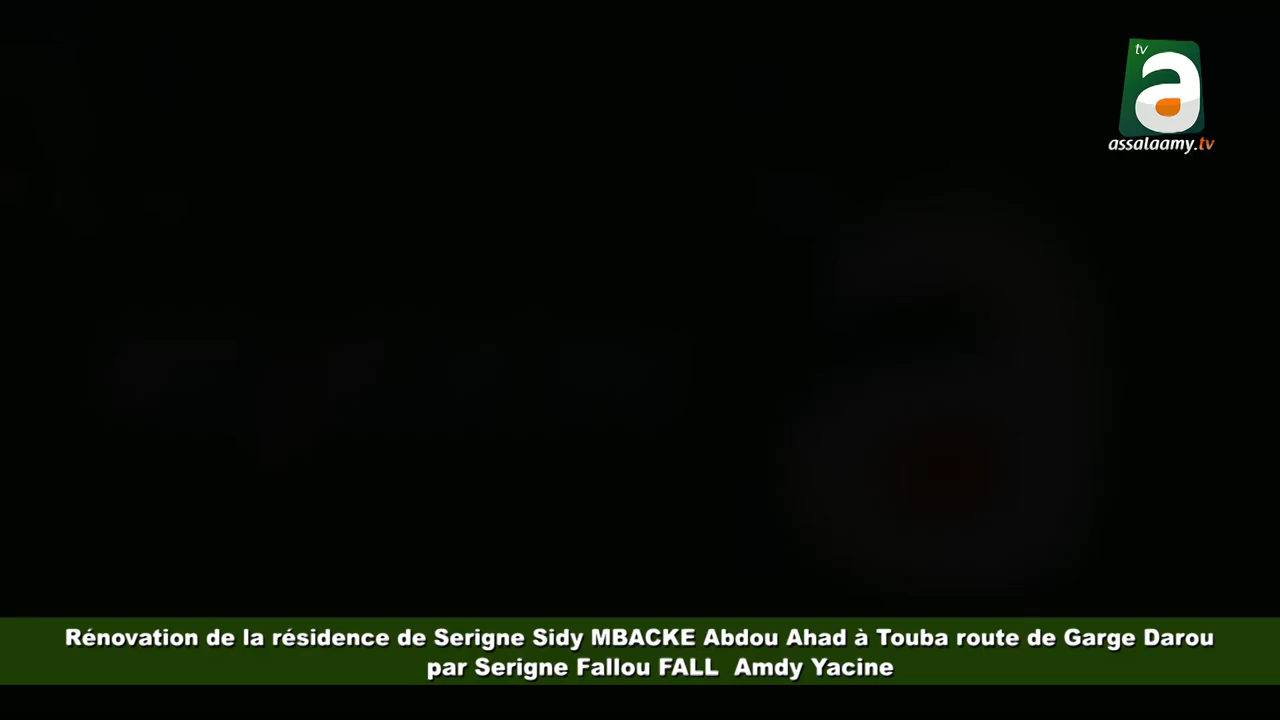 tv
assalaamy.tv
Rénovation de la résidence de Serigne Sidy MBACKE Abdou Ahad à Touba route de Garge Darou
par Serigne Fallou FALL  Amdy Yacine